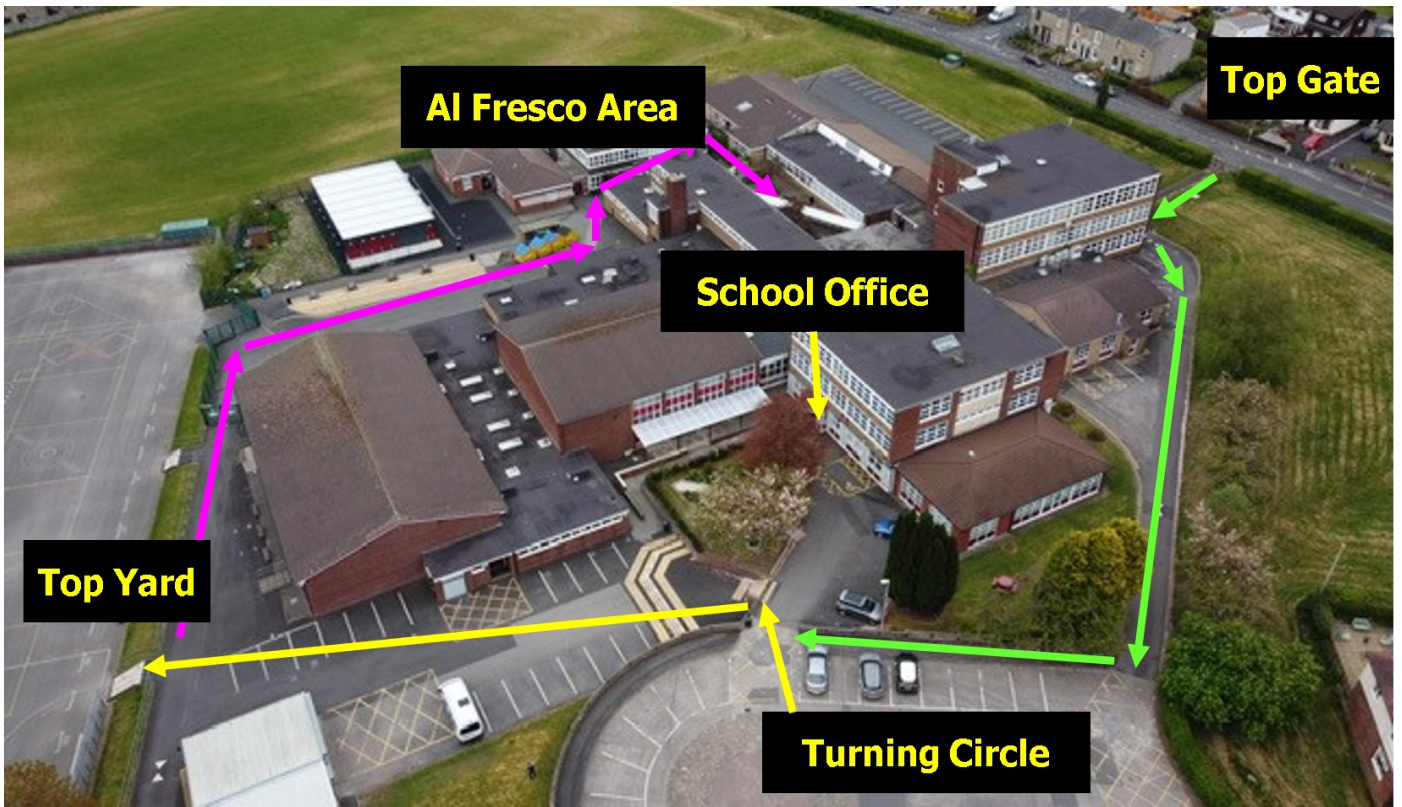 Top Gate
Al Fresco Area
School Office
Top Yard
Turning Circle